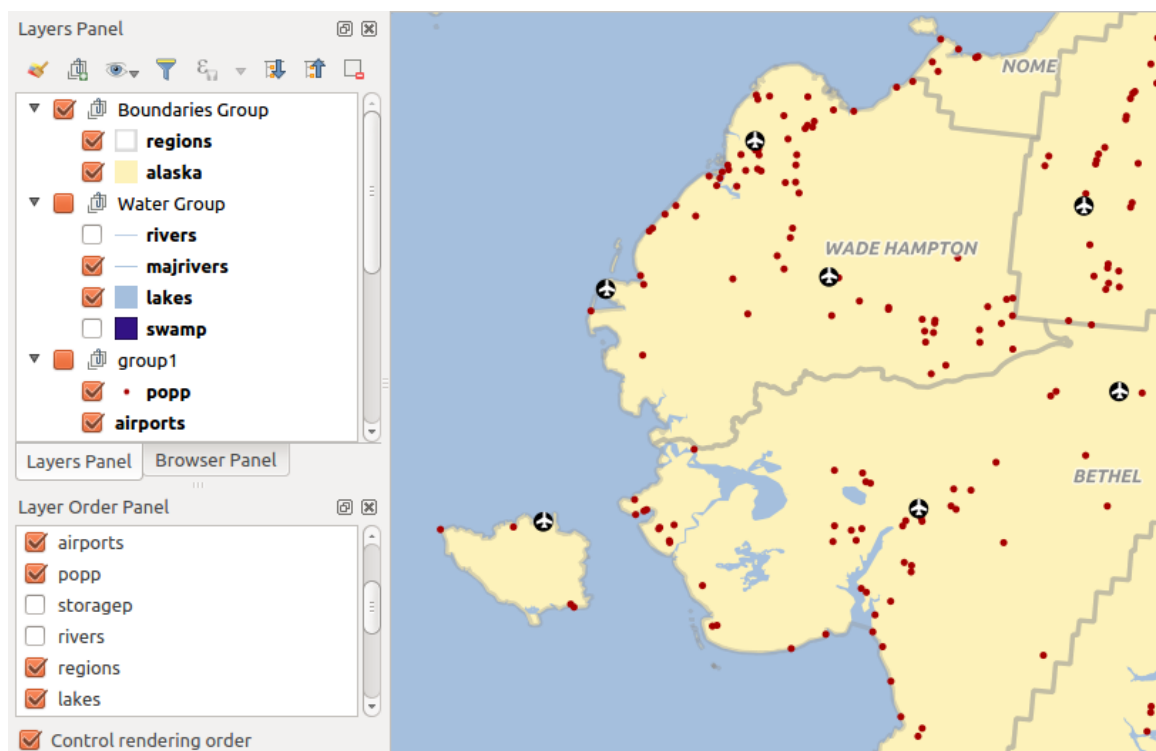 Layers Panel
Boundaries Group
regions
alaska
Water Group
rivers
majrivers
lakes
swamp
group1
popp
airports
Layers Panel
Browser Panel
Layer Order Panel
airports
popp
storagep
rivers
regions
lakes
Control rendering order
NOME
WADE HAMPTON
BETHEL